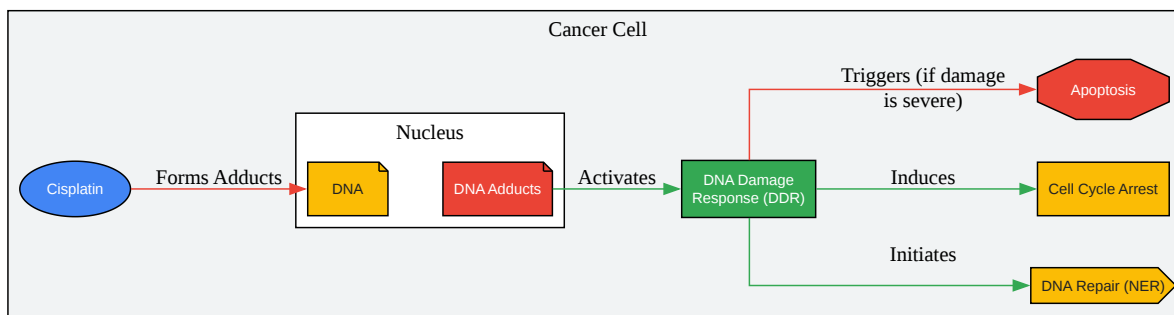 Cancer Cell
Triggers (if damage
is severe)
Apoptosis
Nucleus
Cisplatin
Forms Adducts
DNA
DNA Adducts
Activates
DNA Damage
Response (DDR)
Induces
Cell Cycle Arrest
Initiates
DNA Repair (NER)